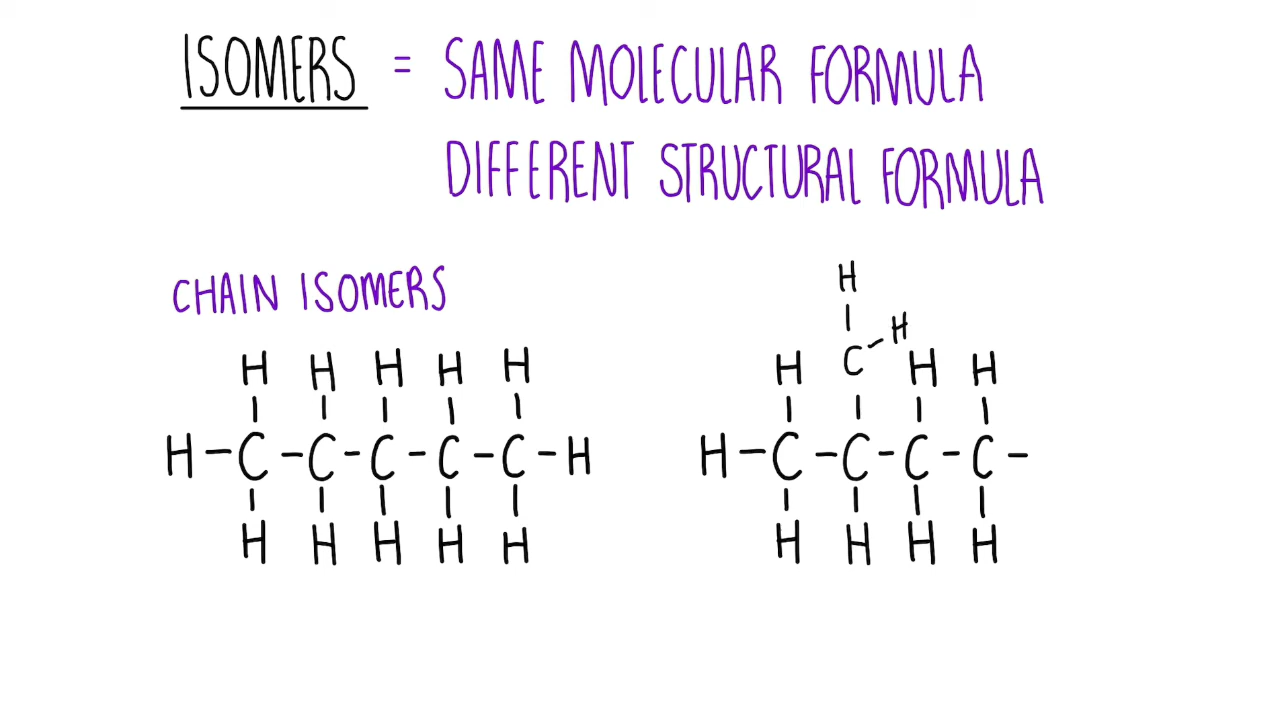 ISOMERS = SAME MOLECULAR FORMULA
DIFFERENT STRUCTURAL FORMULA
CHAIN ISOMERS
H
H
H H H H H C H H H
H-C-C-C-C-C-H H-C-C-C-C-
H H H H H H H H H